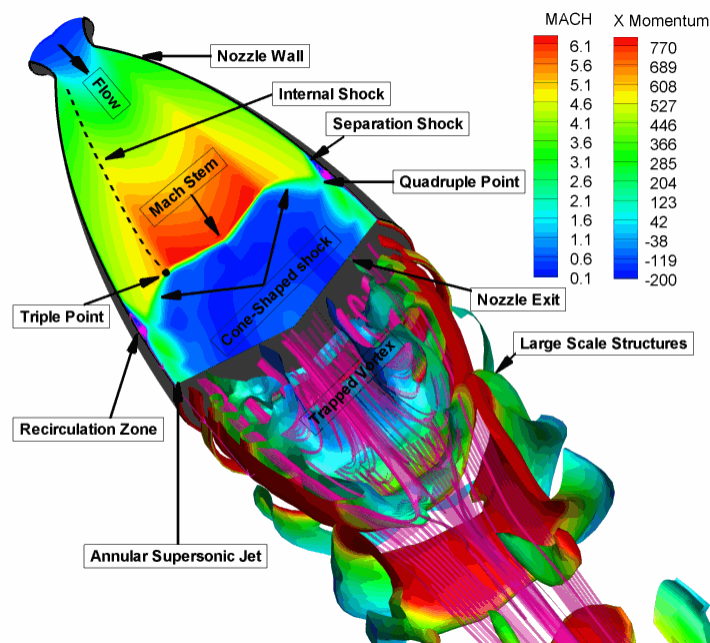 MACH
X Momentum
6.1
5.6
5.1
4.6
4.1
3.6
3.1
2.6
2.1
1.6
1.1
0.6
0.1
770
689
608
527
446
365
284
203
123
42
-38
-119
-200
Nozzle Wall
Flow
Internal Shock
Separation Shock
Mach Stem
Quadruple Point
Cone-Shaped shock
Nozzle Exit
Triple Point
Large Scale Structures
Trapped Vortex
Recirculation Zone
Annular Supersonic Jet